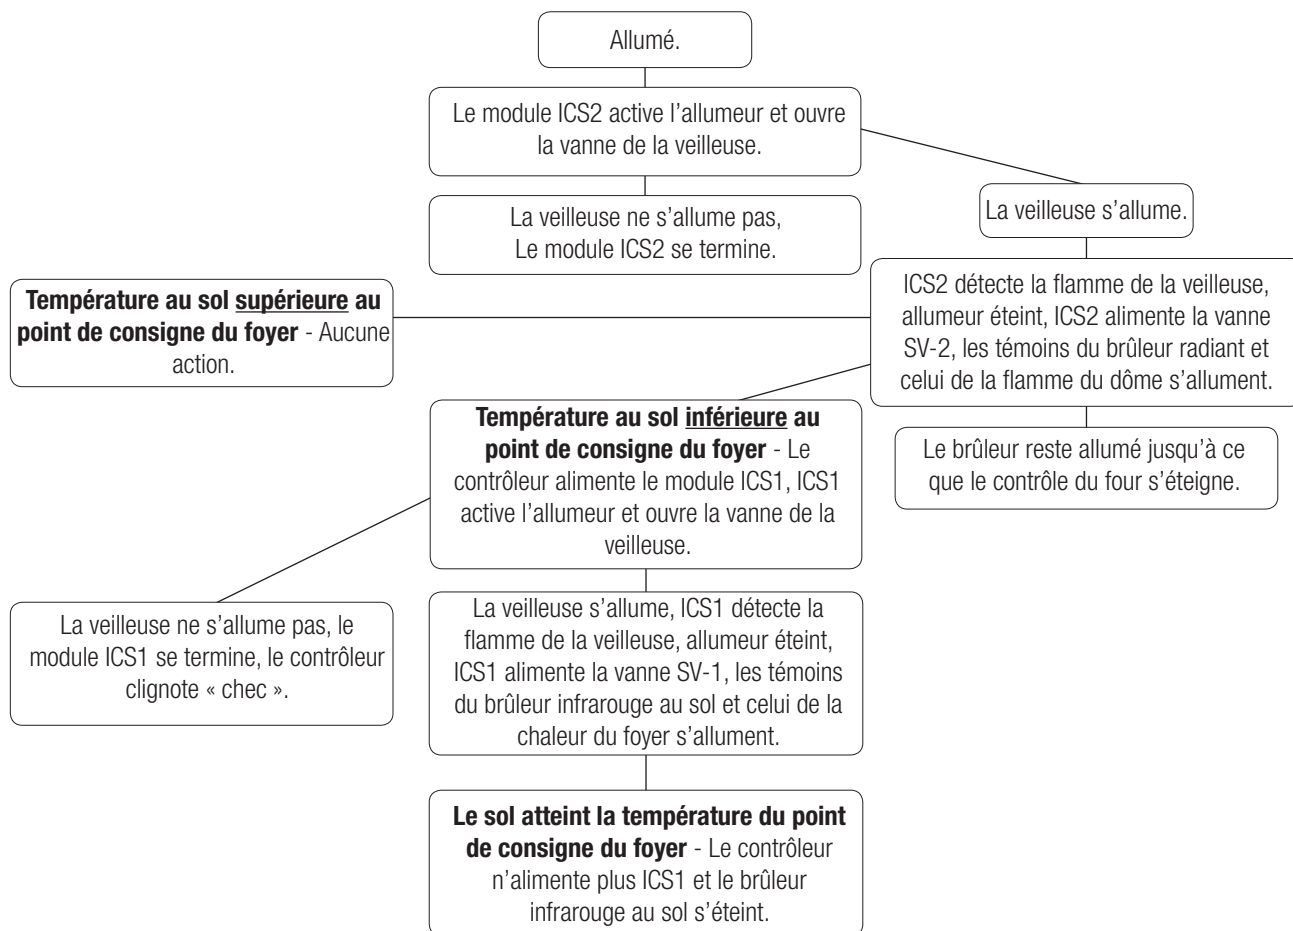 Allumé.
Le module ICS2 active l’allumeur et ouvre
la vanne de la veilleuse.
La veilleuse ne s’allume pas,
Le module ICS2 se termine.
La veilleuse s’allume.
ICS2 détecte la flamme de la veilleuse,
allumeur éteint, ICS2 alimente la vanne
SV-2, les témoins du brûleur radiant et
celui de la flamme du dôme s’allument.
Température au sol supérieure au
point de consigne du foyer - Aucune
action.
Température au sol inférieure au
point de consigne du foyer - Le
contrôleur alimente le module ICS1, ICS1
active l’allumeur et ouvre la vanne de la
veilleuse.
Le brûleur reste allumé jusqu’à ce
que le contrôle du four s’éteigne.
La veilleuse ne s’allume pas, le
module ICS1 se termine, le contrôleur
clignote « chec ».
La veilleuse s’allume, ICS1 détecte la
flamme de la veilleuse, allumeur éteint,
ICS1 alimente la vanne SV-1, les témoins
du brûleur infrarouge au sol et celui de la
chaleur du foyer s’allument.
Le sol atteint la température du point
de consigne du foyer - Le contrôleur
n’alimente plus ICS1 et le brûleur
infrarouge au sol s’éteint.